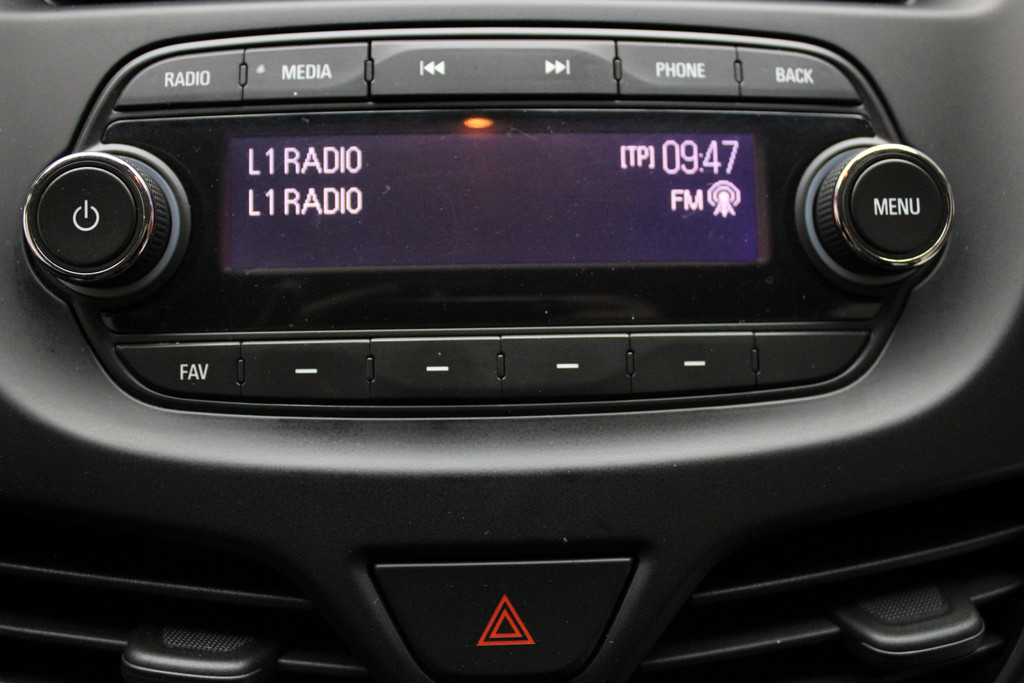 RADIO MEDIA PHONE BACK
L1 RADIO [TP] 09:47
L1 RADIO FM
MENU
FAV